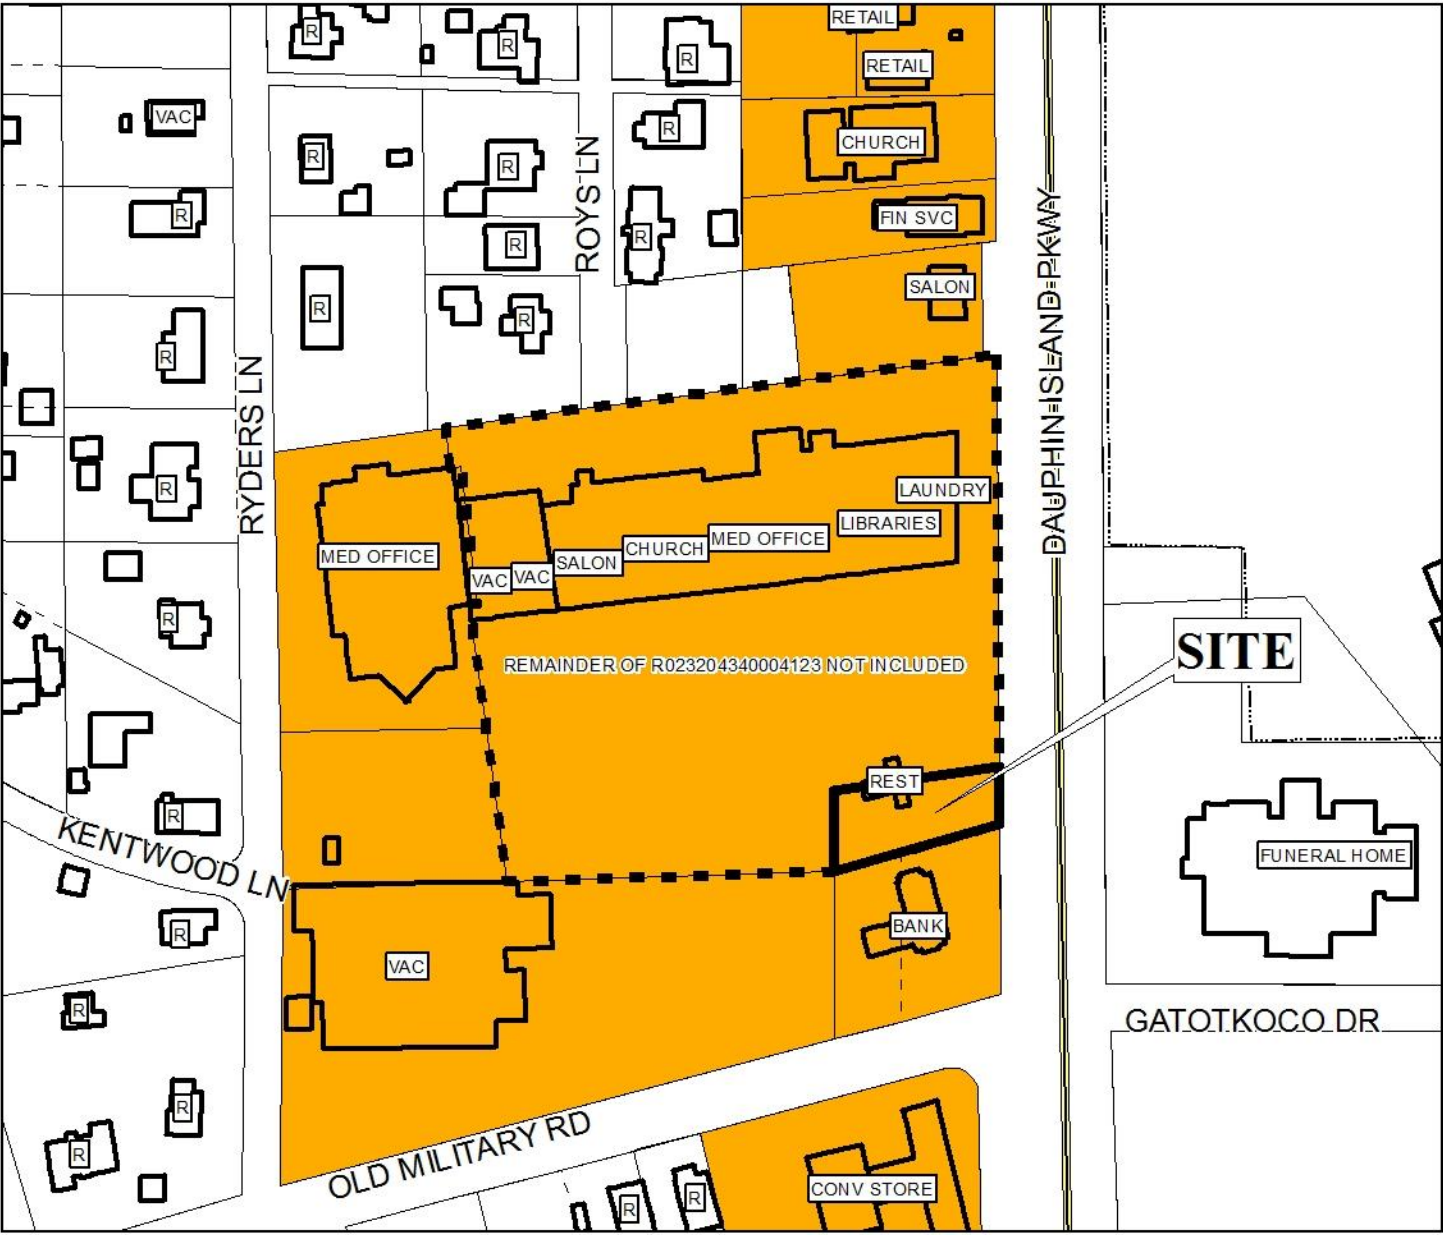 RETAIL
R
R
R
RETAIL
VAC
R
CHURCH
R
R
ROYS LN
R
FIN SVC
R
R
DAUPHIN ISLAND PKWY
SALON
R
R
R
RYDERS LN
R
LAUNDRY
LIBRARIES
MED OFFICE
CHURCH
SALON
VAC
VAC
MED OFFICE
R
SITE
REMAINDER OF R023204340004123 NOT INCLUDED
REST
R
KENTWOOD LN
FUNERAL HOME
R
BANK
VAC
R
GATOTKOCO DR
R
R
OLD MILITARY RD
CONV STORE
R
R